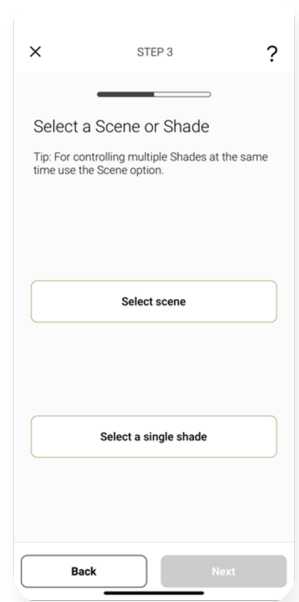 STEP 3
?
Select a Scene or Shade
Tip: For controlling multiple Shades at the same
time use the Scene option.
Select scene
Select a single shade
Back
Next